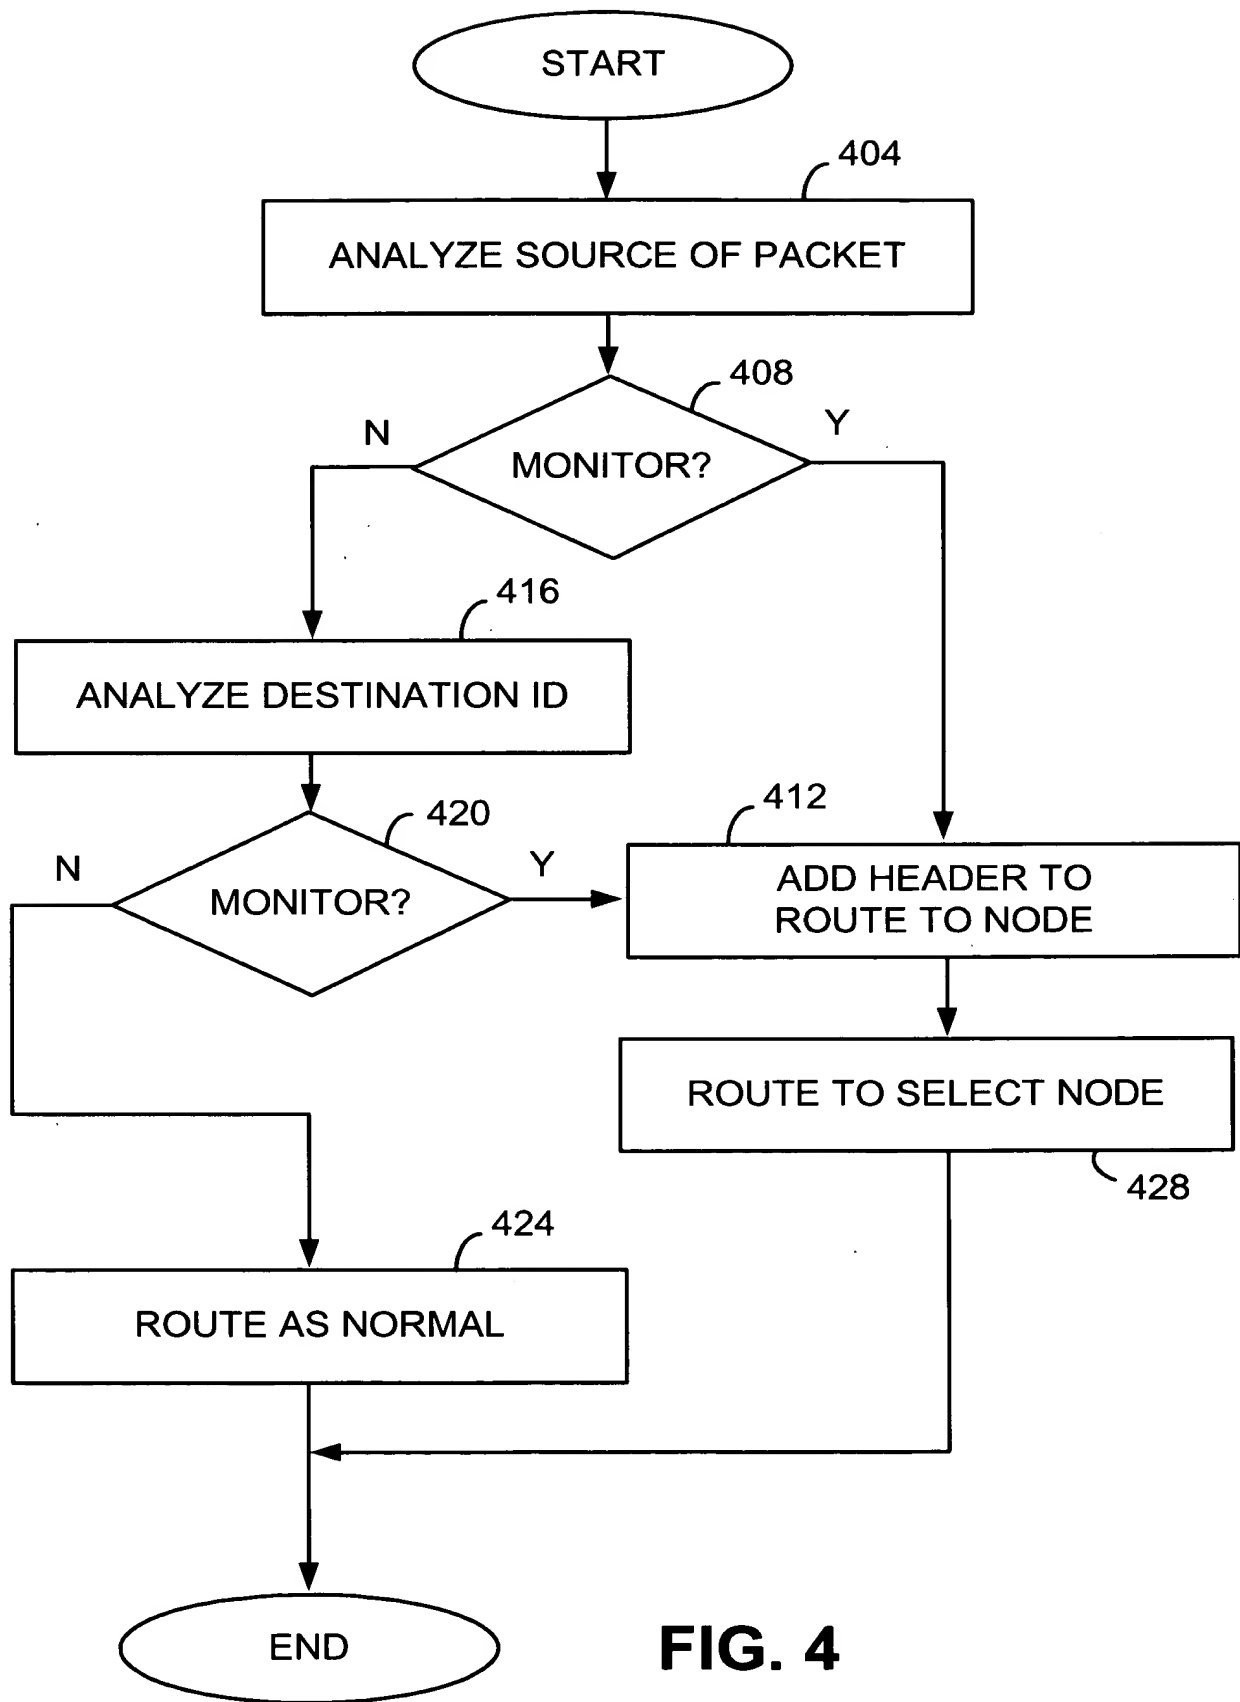 START
404
ANALYZE SOURCE OF PACKET
408
N
MONITOR?
Y
416
ANALYZE DESTINATION ID
420
N
MONITOR?
Y
412
ADD HEADER TO
ROUTE TO NODE
ROUTE TO SELECT NODE
428
424
ROUTE AS NORMAL
END
FIG. 4